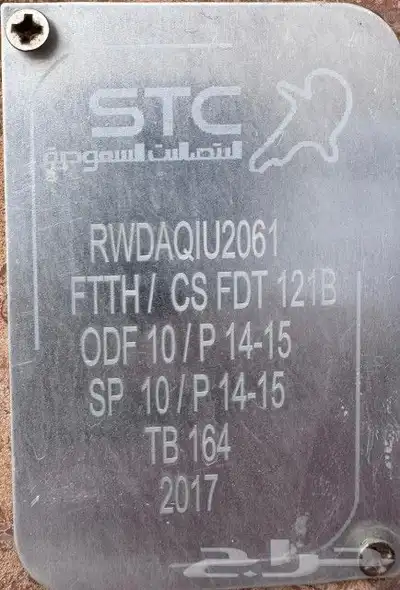 STC
الاتصالات السعودية
RWDAQIU2061
FTTH / CS FDT 121B
ODF 10 / P 14-15
SP 10 / P 14-15
TB 164
2017
حراج